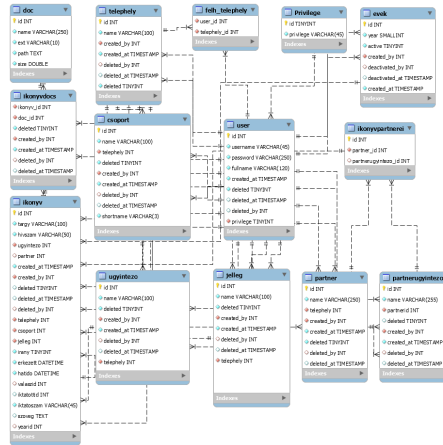 doc
id INT
name VARCHAR(250)
ext VARCHAR(10)
path TEXT
size DOUBLE
Indexes
telephely
id INT
name VARCHAR(100)
created_by INT
created_at TIMESTAMP
deleted_by INT
deleted_at TIMESTAMP
deleted TINYINT
Indexes
felh_telephely
user_id INT
telephely_id INT
Indexes
Privilege
id TINYINT
privilege VARCHAR(45)
Indexes
evek
id INT
year SMALLINT
active TINYINT
created_by INT
deactivated_by INT
deactivated_at TIMESTAMP
created_at TIMESTAMP
Indexes
ikonyvdocs
ikonyv_id INT
doc_id INT
deleted TINYINT
created_by INT
created_at TIMESTAMP
deleted_by INT
deleted_at TIMESTAMP
Indexes
csoport
id INT
name VARCHAR(100)
telephely INT
deleted TINYINT
created_by INT
created_at TIMESTAMP
deleted_by INT
deleted_at TIMESTAMP
shortname VARCHAR(3)
Indexes
user
id INT
username VARCHAR(45)
password VARCHAR(250)
fullname VARCHAR(120)
created_at TIMESTAMP
deleted TINYINT
deleted_at TIMESTAMP
created_by INT
deleted_by INT
privilege TINYINT
Indexes
ikonyvpartnerei
id INT
partner_id INT
partnerugyintezo_id INT
Indexes
ikonyv
id INT
targy VARCHAR(100)
hivszam VARCHAR(50)
ugyintezo INT
partner INT
created_at TIMESTAMP
created_by INT
deleted TINYINT
deleted_at TIMESTAMP
deleted_by INT
telephely INT
csoport INT
jelleg INT
irany TINYINT
erkezett DATETIME
hatido DATETIME
valaszid INT
iktatottid INT
iktatoszam VARCHAR(45)
szoveg TEXT
yearid INT
Indexes
ugyintezo
id INT
name VARCHAR(100)
deleted TINYINT
created_by INT
created_at TIMESTAMP
deleted_by INT
deleted_at TIMESTAMP
telephely INT
Indexes
jelleg
id INT
name VARCHAR(100)
deleted TINYINT
created_by INT
created_at TIMESTAMP
deleted_by INT
deleted_at TIMESTAMP
telephely INT
Indexes
partner
id INT
name VARCHAR(250)
telephely INT
created_by INT
created_at TIMESTAMP
deleted TINYINT
deleted_by INT
deleted_at TIMESTAMP
Indexes
partnerugyintezo
id INT
name VARCHAR(255)
partnerid INT
deleted TINYINT
created_by INT
created_at TIMESTAMP
deleted_by INT
deleted_at TIMESTAMP
Indexes